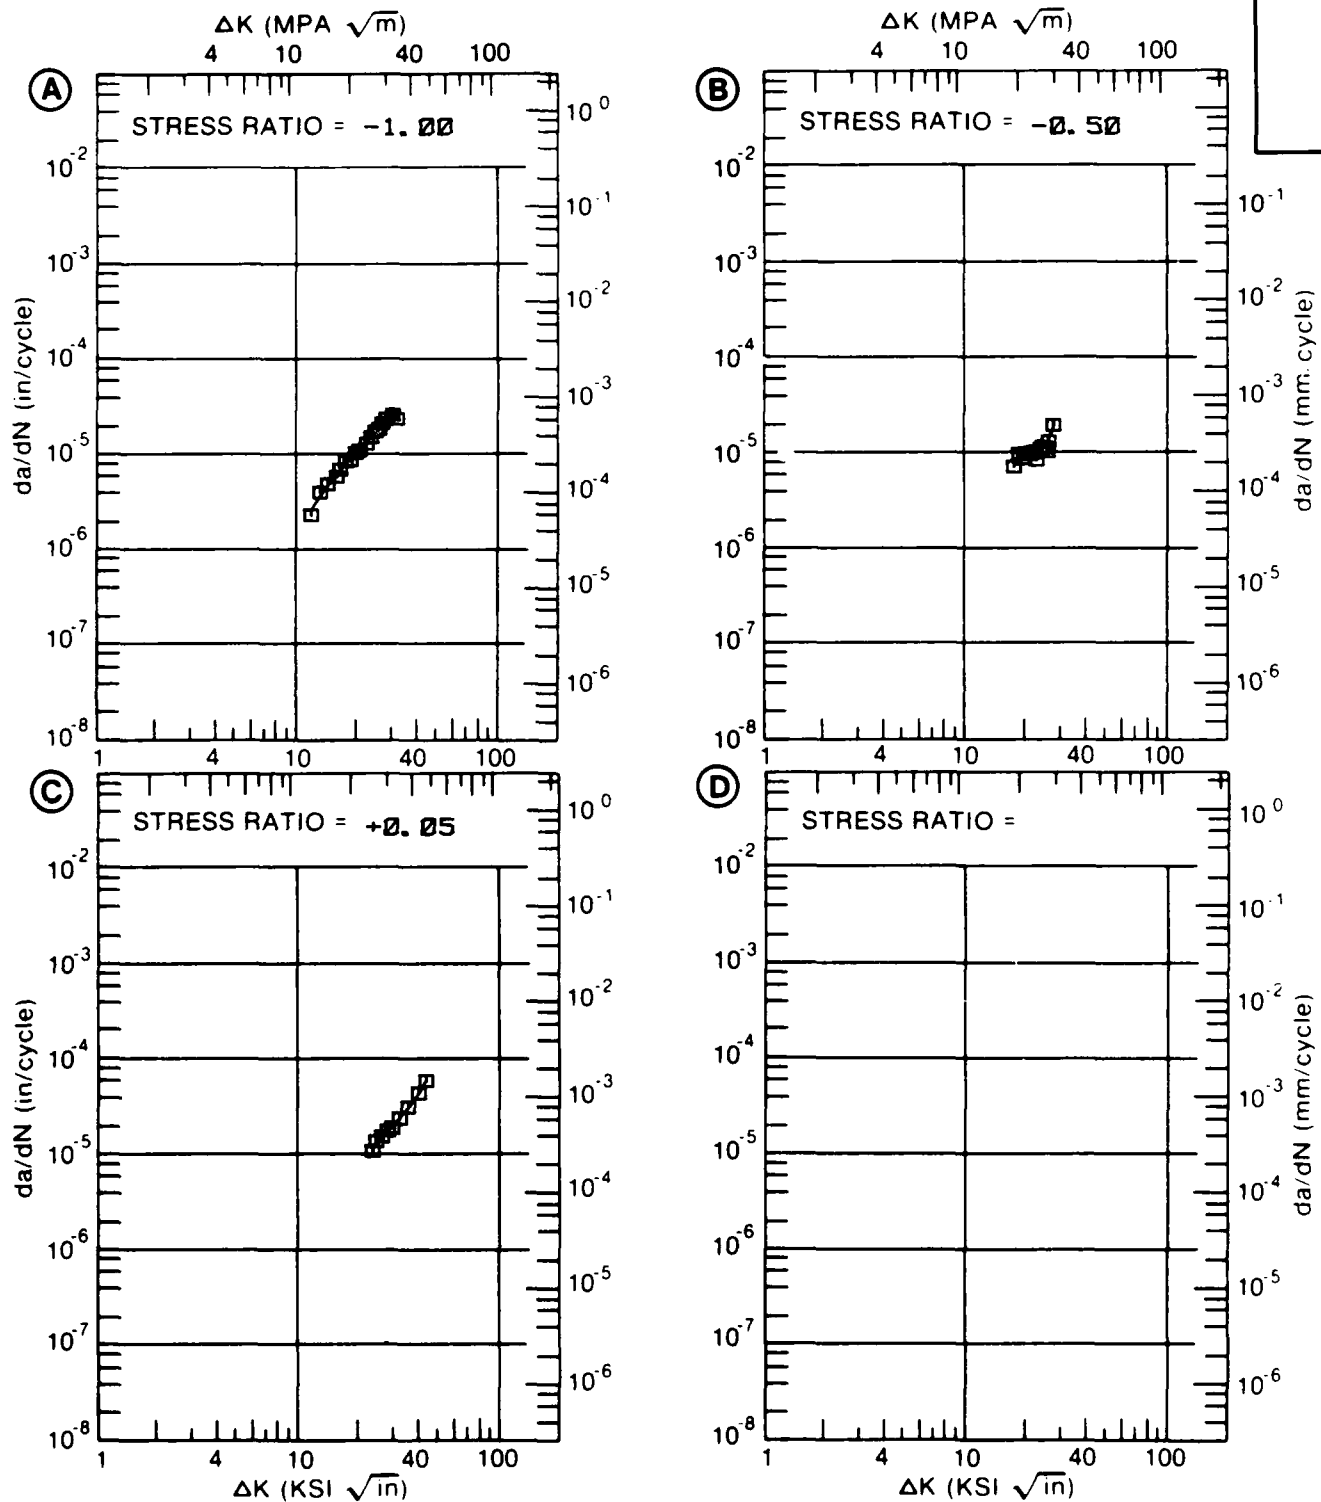 ΔK (MPA √m)
4 10 40 100
ΔK (MPA √m)
4 10 40 100
A
STRESS RATIO = -1.00
10^0
10^-2
10^-1
10^-3
10^-2
10^-4
10^-3
10^-5
10^-4
10^-6
10^-5
10^-7
10^-6
10^-8
da/dN (in/cycle)
1 4 10 40 100
B
STRESS RATIO = -0.50
10^-2
10^-1
10^-3
10^-2
10^-4
10^-3
10^-5
10^-4
10^-6
10^-5
10^-7
10^-6
10^-8
da/dN (mm. cycle)
1 4 10 40 100
C
STRESS RATIO = +0.05
10^0
10^-2
10^-1
10^-3
10^-2
10^-4
10^-3
10^-5
10^-4
10^-6
10^-5
10^-7
10^-6
10^-8
da/dN (in/cycle)
1 4 10 40 100
ΔK (KSI √in)
D
STRESS RATIO =
10^0
10^-2
10^-1
10^-3
10^-2
10^-4
10^-3
10^-5
10^-4
10^-6
10^-5
10^-7
10^-6
10^-8
da/dN (mm/cycle)
1 4 10 40 100
ΔK (KSI √in)